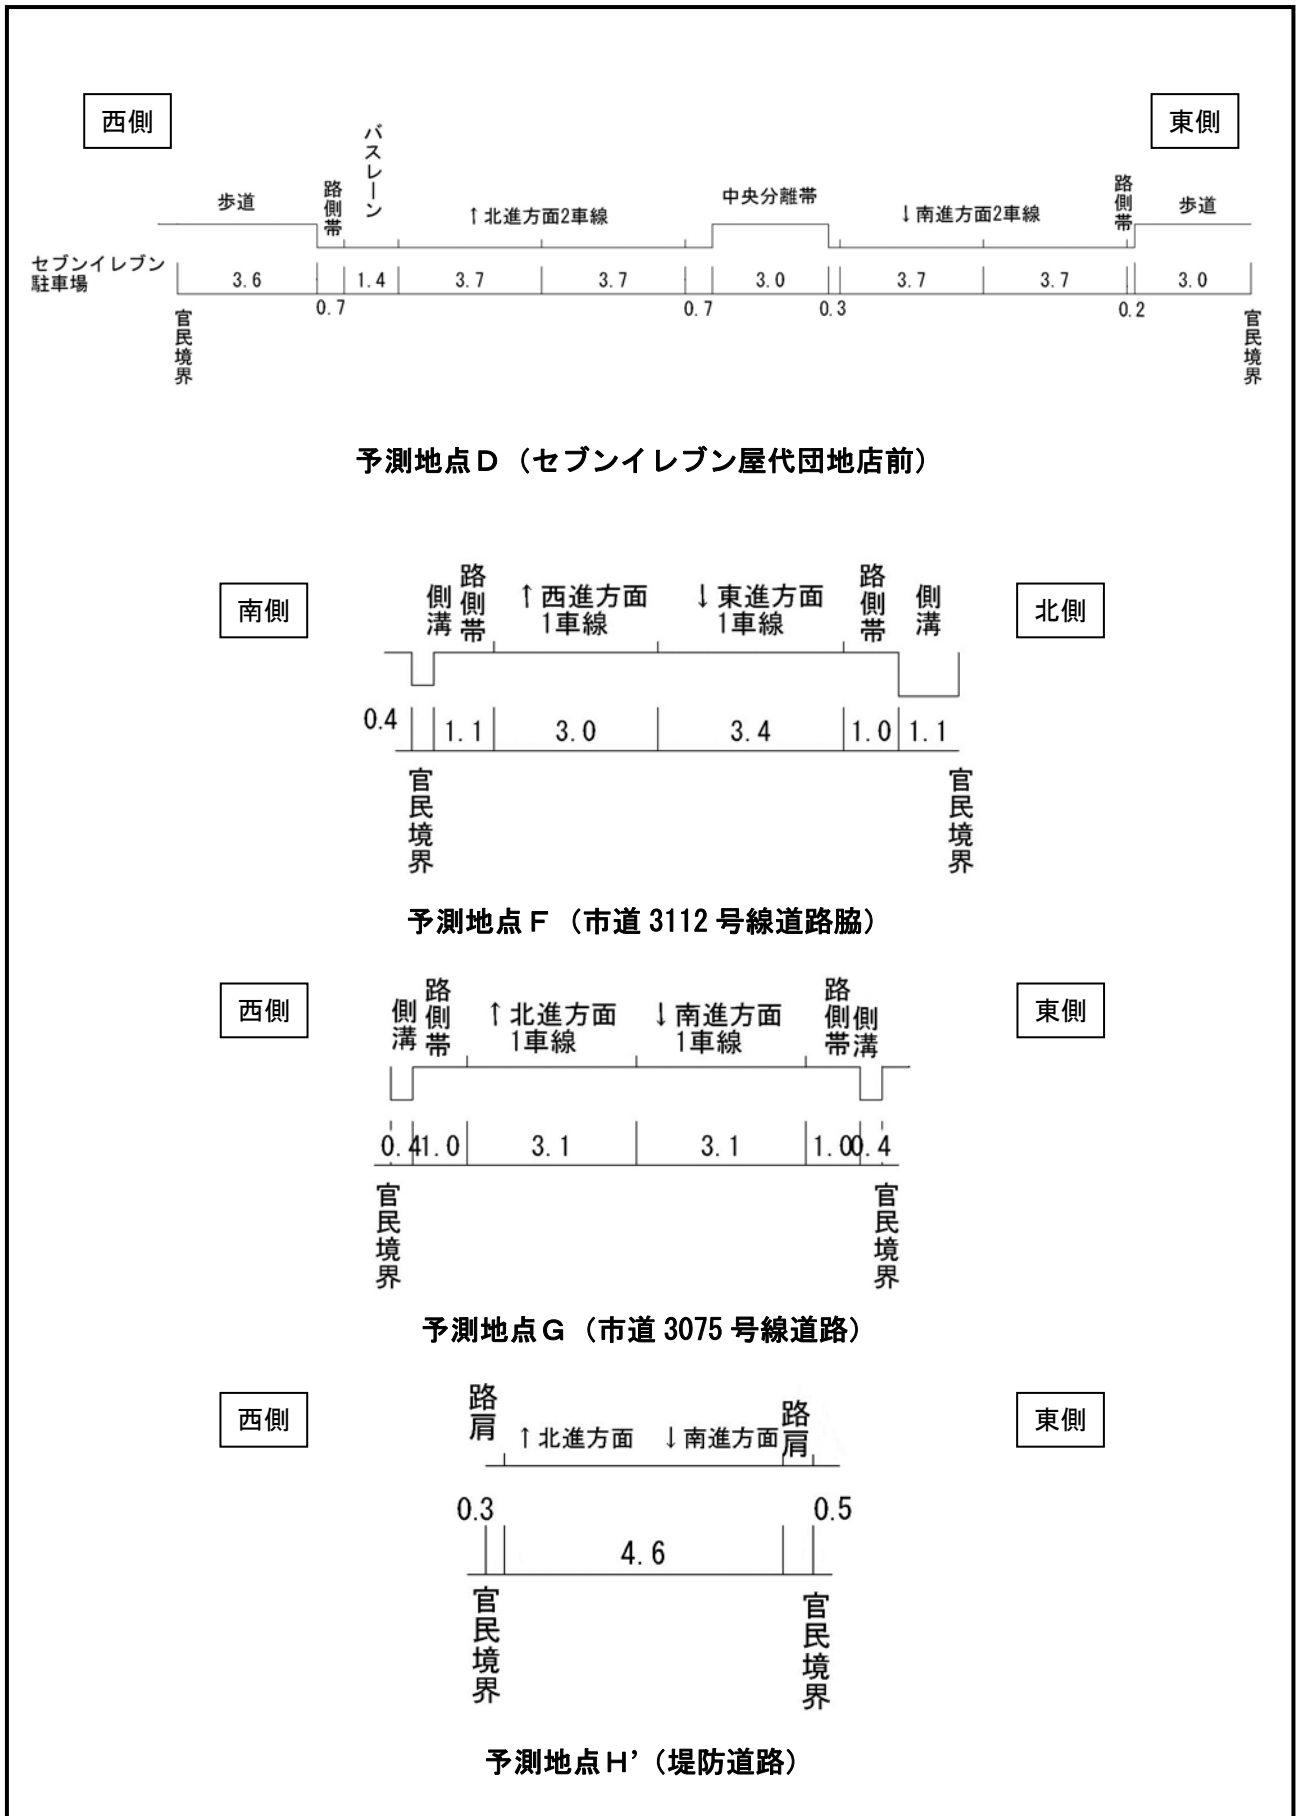 西側
東側
バスレーン
歩道
路側帯
↑北進方面2車線
中央分離帯
↓南進方面2車線
路側帯
歩道
セブンイレブン
駐車場
3.6
1.4
3.7
3.7
3.0
3.7
3.7
3.0
0.7
0.7
0.3
0.2
官民境界
官民境界
予測地点D（セブンイレブン屋代団地店前）
南側
北側
側溝
路側帯
↑西進方面
1車線
↓東進方面
1車線
路側帯
側溝
0.4
1.1
3.0
3.4
1.0
1.1
官民境界
官民境界
予測地点F（市道3112号線道路脇）
西側
東側
側溝
路側帯
↑北進方面
1車線
↓南進方面
1車線
路側帯
側溝
0.4
1.0
3.1
3.1
1.0
0.4
官民境界
官民境界
予測地点G（市道3075号線道路）
西側
東側
路肩
↑北進方面
↓南進方面
路肩
0.3
0.5
4.6
官民境界
官民境界
予測地点H’（堤防道路）